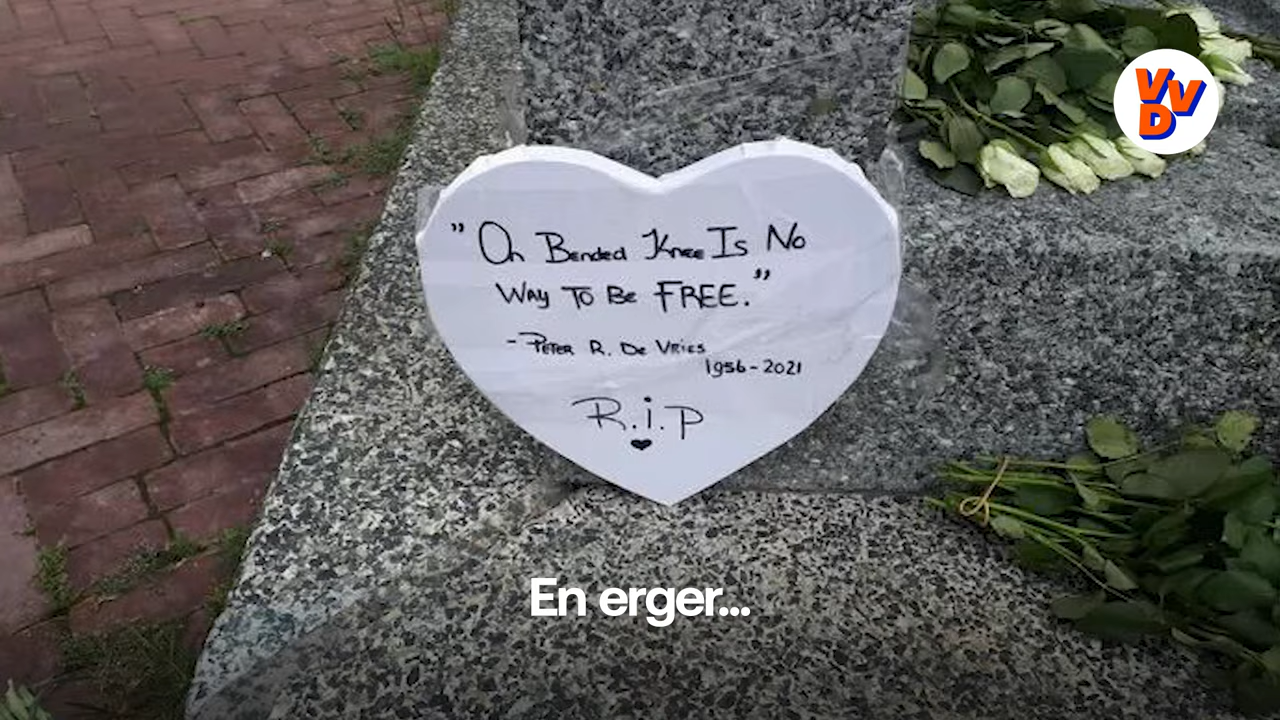 VVD
" On Bended Knee Is No
Way To Be FREE. "
- Peter R. De Vries
1956 - 2021
R.i.P
En erger...